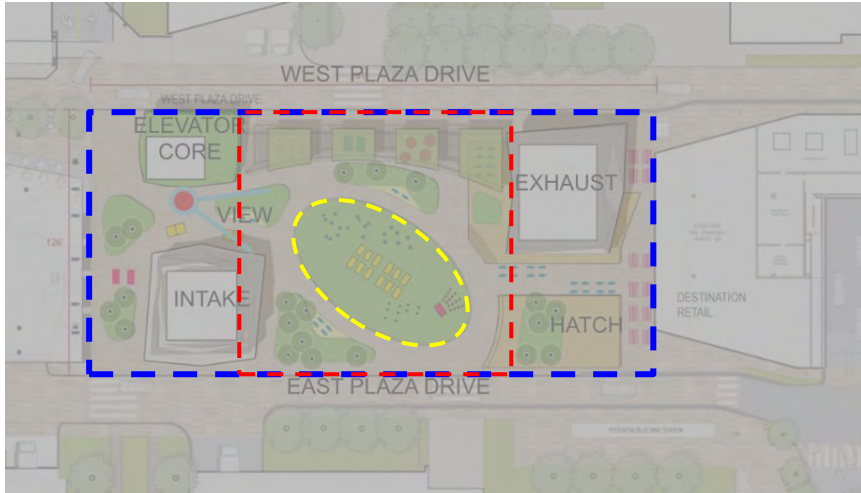 WEST PLAZA DRIVE
WEST PLAZA DRIVE
ELEVATOR
CORE
EXHAUST
VIEW
126'
INTAKE
DESTINATION
RETAIL
HATCH
EAST PLAZA DRIVE